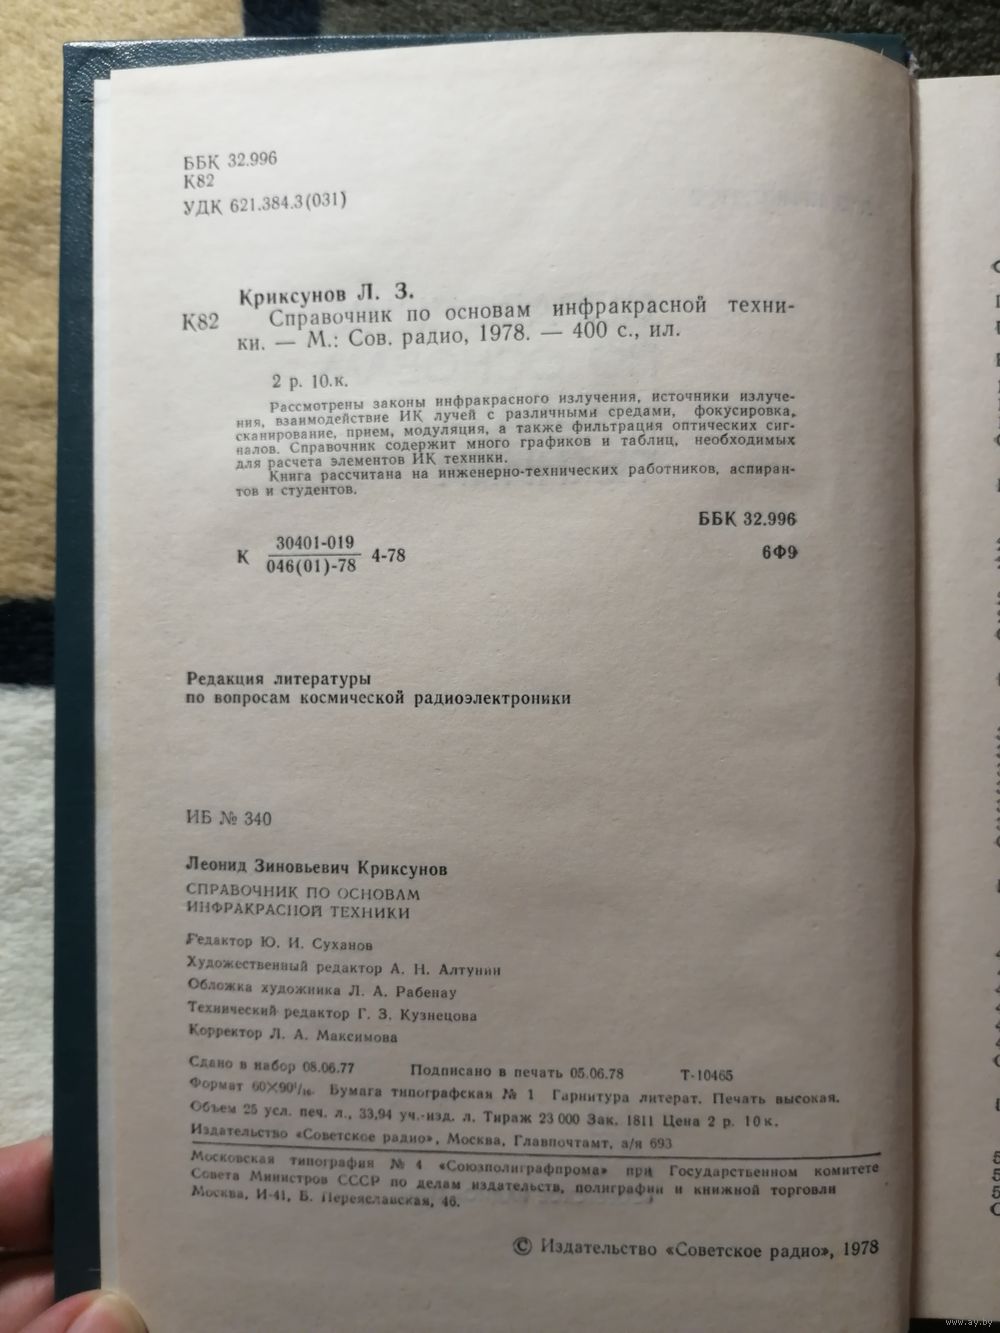 ББК 32.996
К82
УДК 621.384.3(031)
Криксунов Л. З.
К82 Справочник по основам инфракрасной техни-
ки. — М.: Сов. радио, 1978. — 400 с., ил.
2 р. 10.к.
Рассмотрены законы инфракрасного излучения, источники излуче-
ния, взаимодействие ИК лучей с различными средами, фокусировка,
сканирование, прием, модуляция, а также фильтрация оптических сиг-
налов. Справочник содержит много графиков и таблиц, необходимых
для расчета элементов ИК техники.
Книга рассчитана на инженерно-технических работников, аспиран-
тов и студентов.
ББК 32.996
30401-019
К 4-78
046(01)-78
6Ф9
Редакция литературы
по вопросам космической радиоэлектроники
ИБ № 340
Леонид Зиновьевич Криксунов
СПРАВОЧНИК ПО ОСНОВАМ
ИНФРАКРАСНОЙ ТЕХНИКИ
Редактор Ю. И. Суханов
Художественный редактор А. Н. Алтунин
Обложка художника Л. А. Рабенау
Технический редактор Г. З. Кузнецова
Корректор Л. А. Максимова
Сдано в набор 08.06.77 Подписано в печать 05.06.78 Т-10465
Формат 60×90¹/₁₆. Бумага типографская № 1 Гарнитура литерат. Печать высокая.
Объем 25 усл. печ. л., 33,94 уч.-изд. л. Тираж 23 000 Зак. 1811 Цена 2 р. 10 к.
Издательство «Советское радио», Москва, Главпочтамт, а/я 693
Московская типография № 4 «Союзполиграфпрома» при Государственном комитете
Совета Министров СССР по делам издательств, полиграфии и книжной торговли
Москва, И-41, Б. Переяславская, 46.
© Издательство «Советское радио», 1978
www.ay.by